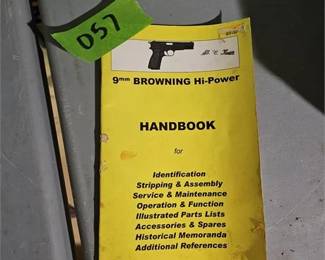 DS7
9mm BROWNING Hi-Power
HANDBOOK
for
Identification
Stripping & Assembly
Service & Maintenance
Operation & Function
Illustrated Parts Lists
Accessories & Spares
Historical Memoranda
Additional References